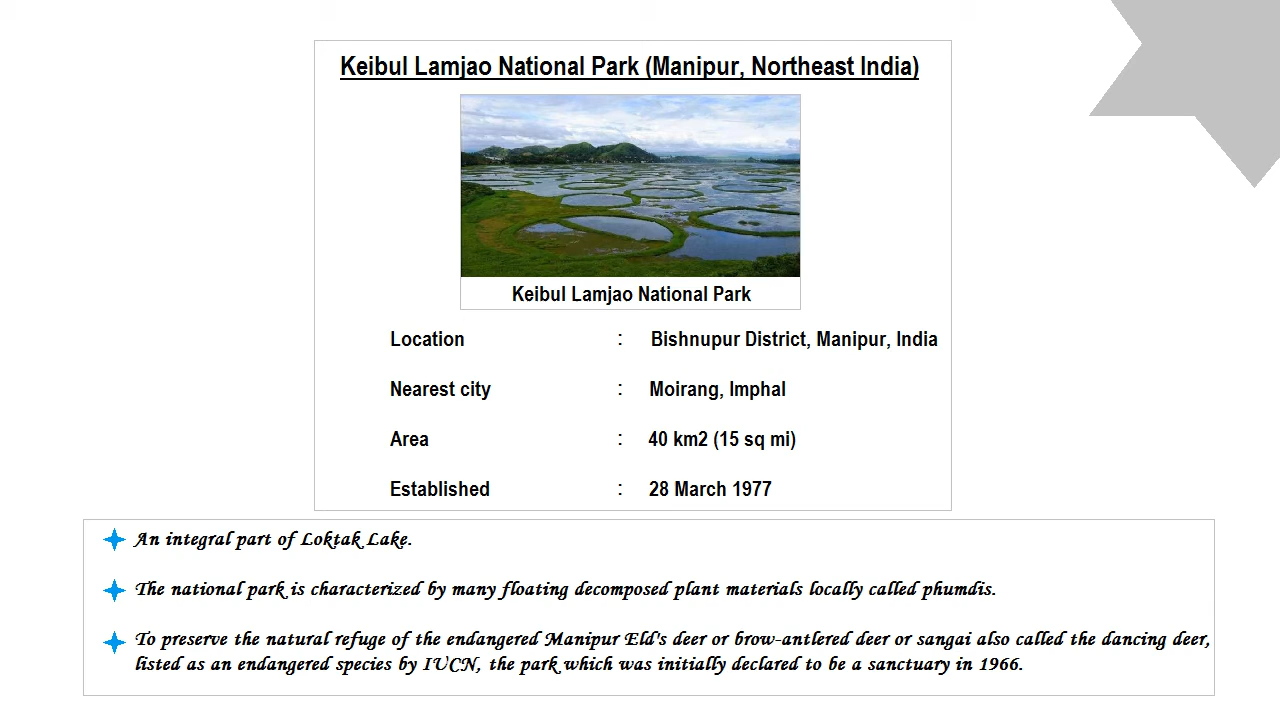 Keibul Lamjao National Park (Manipur, Northeast India)
Keibul Lamjao National Park
Location : Bishnupur District, Manipur, India
Nearest city : Moirang, Imphal
Area : 40 km2 (15 sq mi)
Established : 28 March 1977
An integral part of Loktak Lake.
The national park is characterized by many floating decomposed plant materials locally called phumdis.
To preserve the natural refuge of the endangered Manipur Eld's deer or brow-antlered deer or sangai also called the dancing deer,
listed as an endangered species by IUCN, the park which was initially declared to be a sanctuary in 1966.